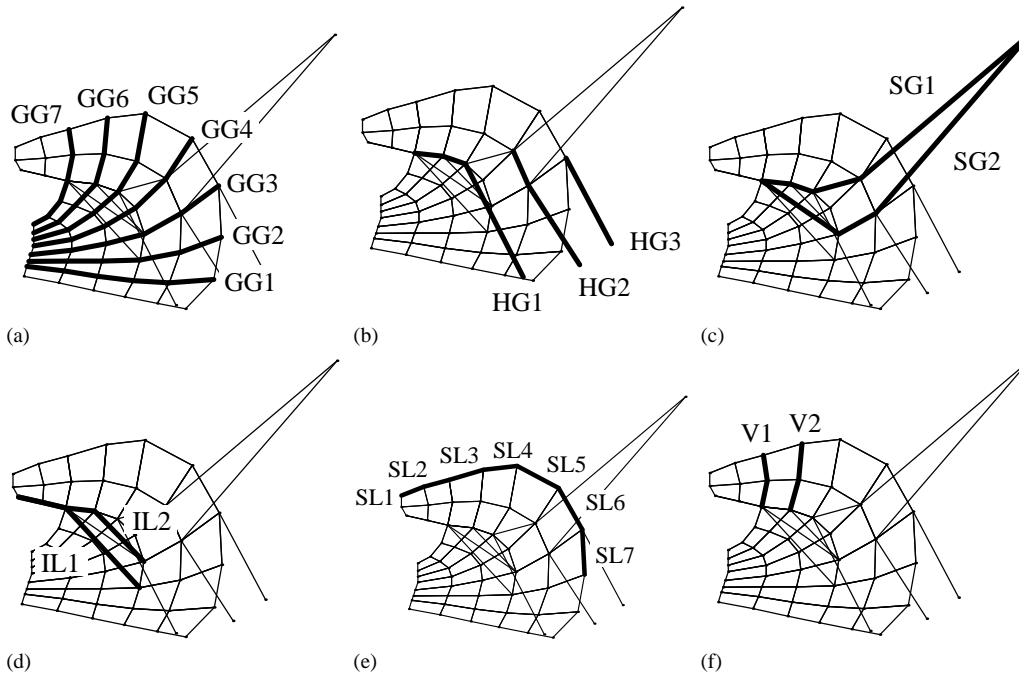 GG7
GG6
GG5
GG4
GG3
GG2
GG1
(a)
HG1
HG2
HG3
(b)
SG1
SG2
(c)
IL1
IL2
(d)
SL1
SL2
SL3
SL4
SL5
SL6
SL7
(e)
V1
V2
(f)